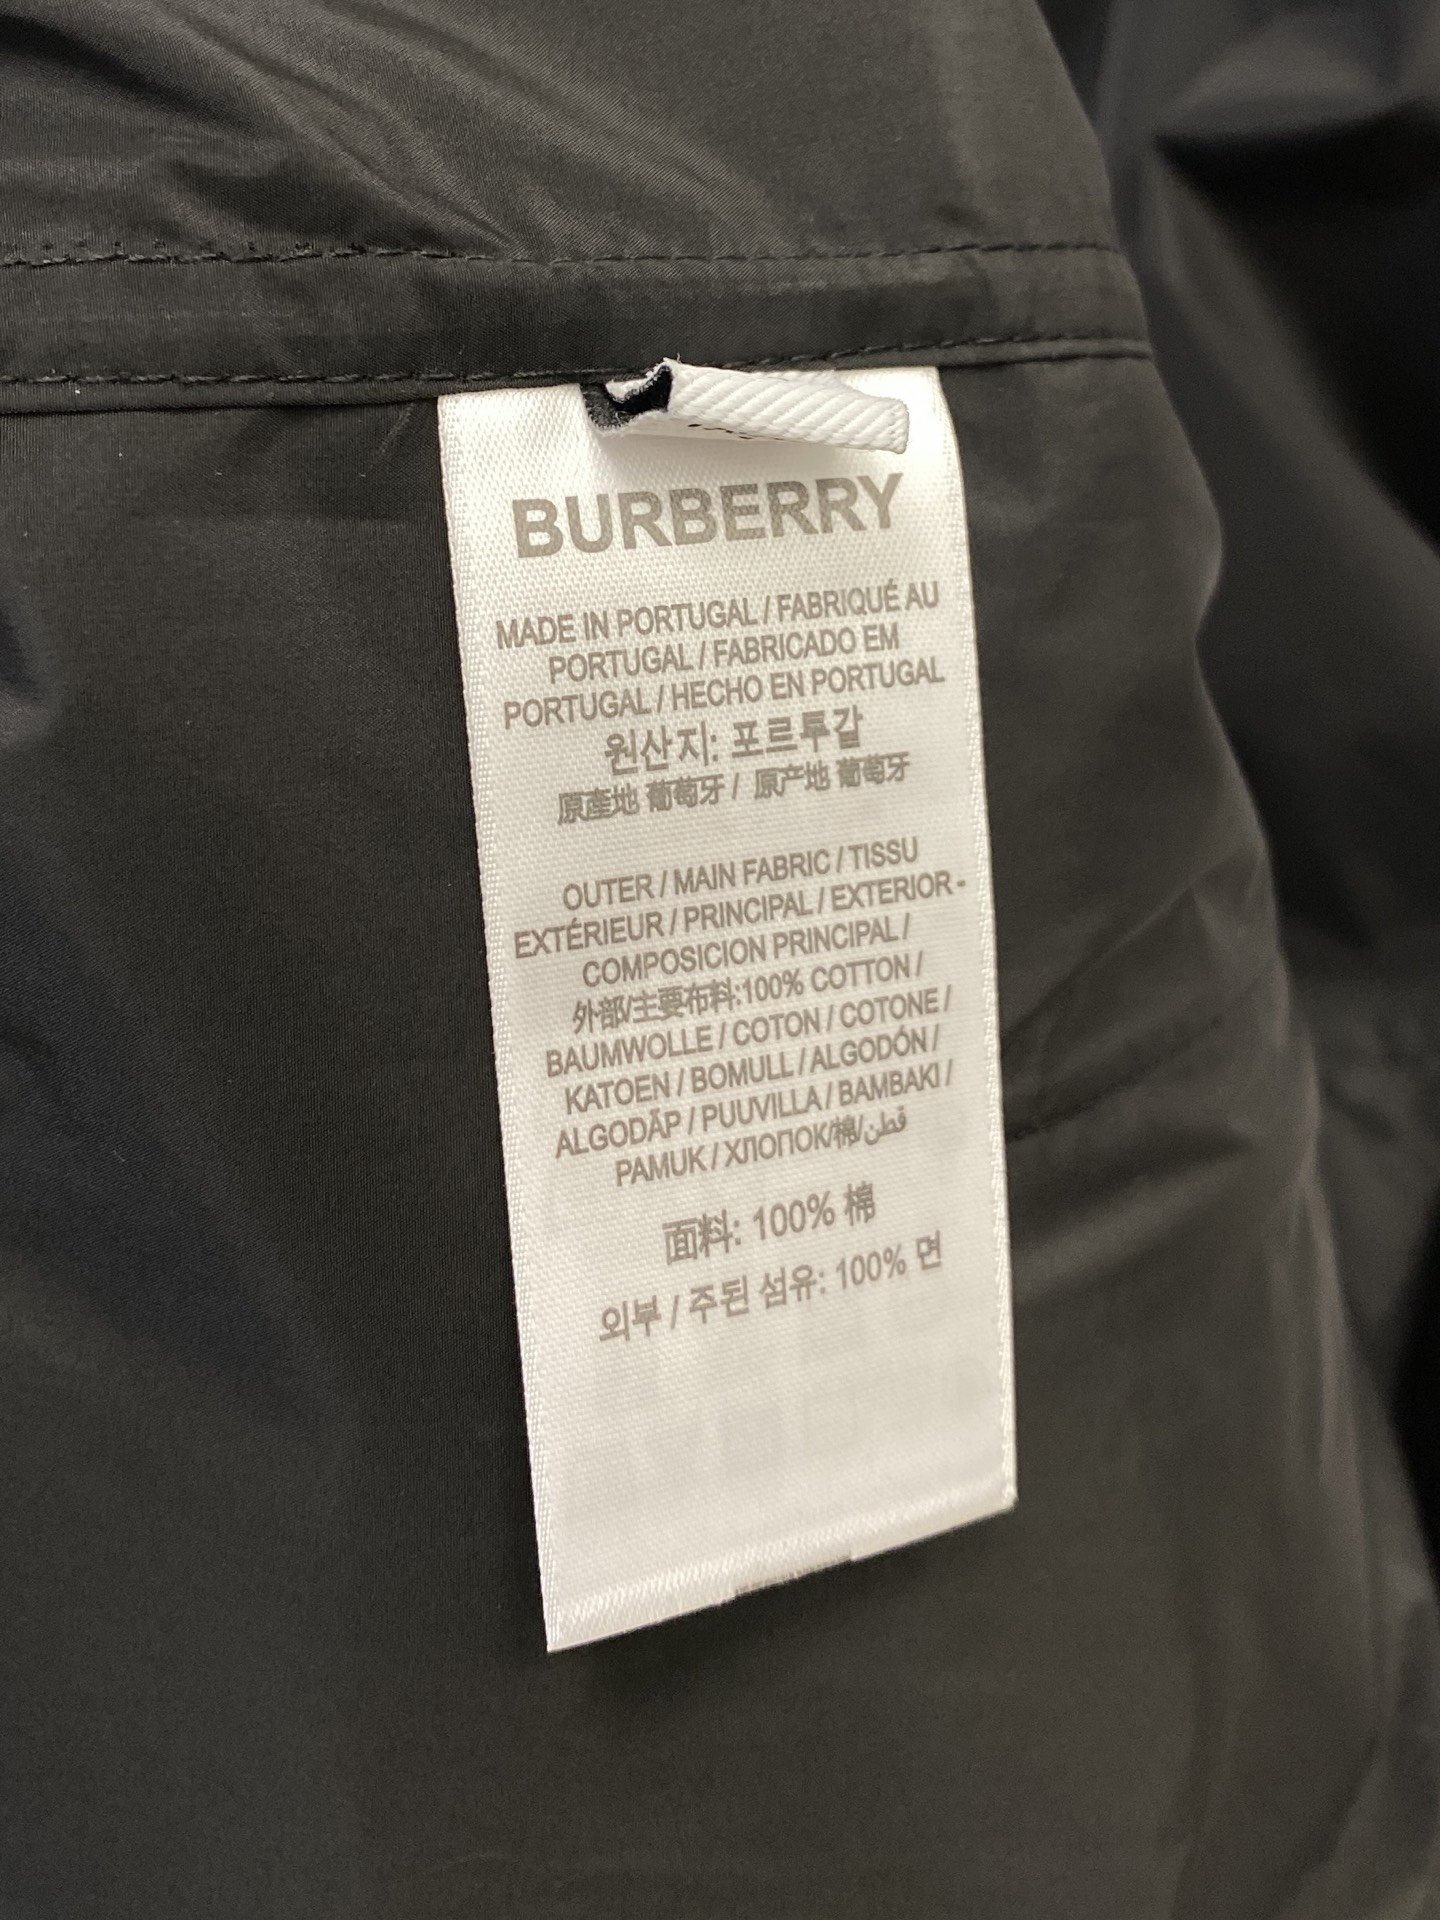 BURBERRY
MADE IN PORTUGAL / FABRIQUÉ AU
PORTUGAL / FABRICADO EM
PORTUGAL / HECHO EN PORTUGAL
원산지: 포르투갈
原產地 葡萄牙 / 原产地 葡萄牙
OUTER / MAIN FABRIC / TISSU
EXTÉRIEUR / PRINCIPAL / EXTERIOR -
COMPOSICION PRINCIPAL /
外部/主要布料:100% COTTON /
BAUMWOLLE / COTON / COTONE /
KATOEN / BOMULL / ALGODÓN /
ALGODÃP / PUUVILLA / BAMBAKI /
PAMUK / ХЛОПОК/棉/قطن
面料: 100% 棉
외부 / 주된 섬유: 100% 면